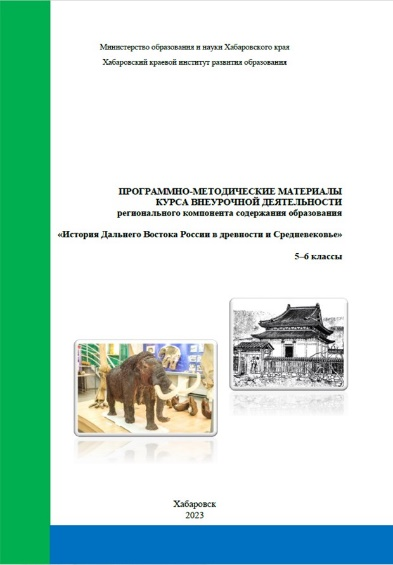 Министерство образования и науки Хабаровского края
Хабаровский краевой институт развития образования
ПРОГРАММНО-МЕТОДИЧЕСКИЕ МАТЕРИАЛЫ
КУРСА ВНЕУРОЧНОЙ ДЕЯТЕЛЬНОСТИ
регионального компонента содержания образования
«История Дальнего Востока России в древности и Средневековье»
5–6 классы
Хабаровск
2023